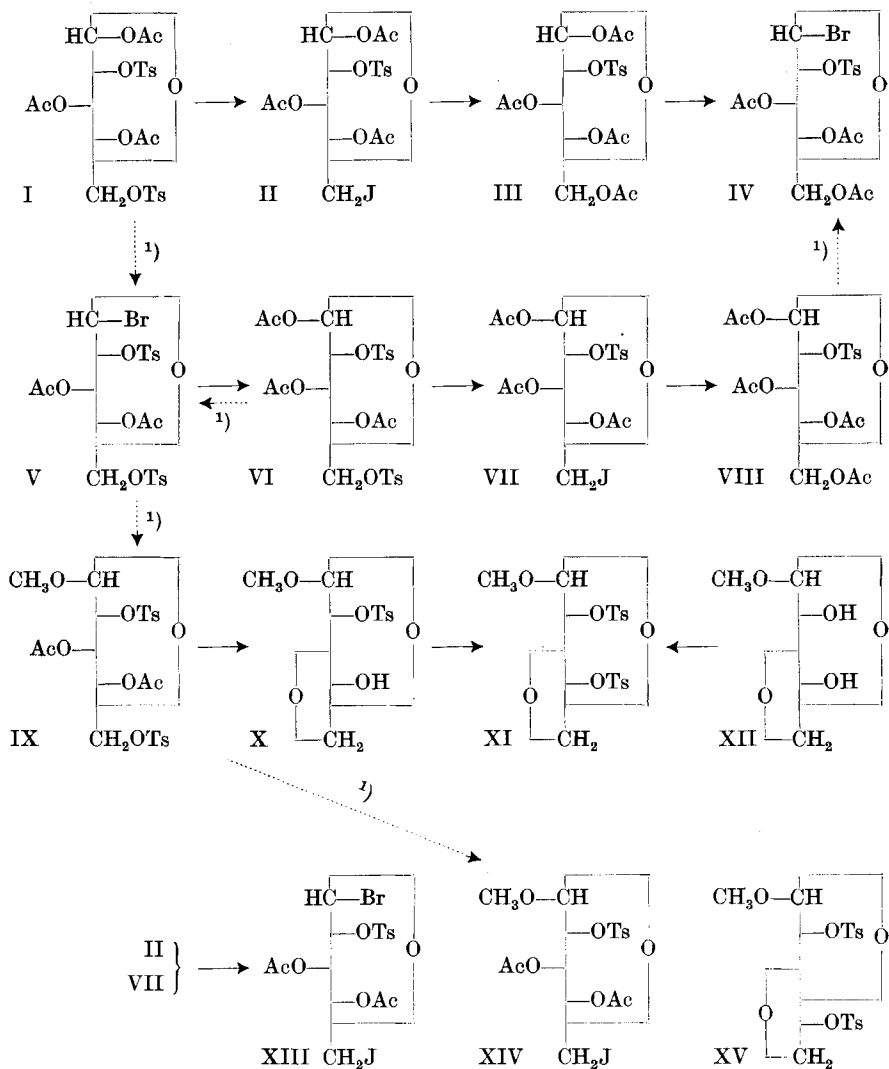 HC—OAc HC—OAc HC—OAc HC—Br
—OTs —OTs —OTs —OTs
O O O O
AcO— AcO— AcO— AcO—
—OAc —OAc —OAc —OAc
I CH₂OTs II CH₂J III CH₂OAc IV CH₂OAc
¹) ¹)
HC—Br AcO—CH AcO—CH AcO—CH
—OTs —OTs —OTs —OTs
O O O O
AcO— AcO— AcO— AcO—
¹)
—OAc —OAc —OAc —OAc
V CH₂OTs VI CH₂OTs VII CH₂J VIII CH₂OAc
¹)
CH₃O—CH CH₃O—CH CH₃O—CH CH₃O—CH
—OTs —OTs —OTs —OH
O O O O
AcO—
—OAc —OH —OTs —OH
O O O
IX CH₂OTs X CH₂ XI CH₂ XII CH₂
¹)
HC—Br CH₃O—CH CH₃O—CH
—OTs —OTs —OTs
O O O
II
VII
AcO— AcO—
—OAc —OAc
O —OTs
XIII CH₂J XIV CH₂J XV CH₂